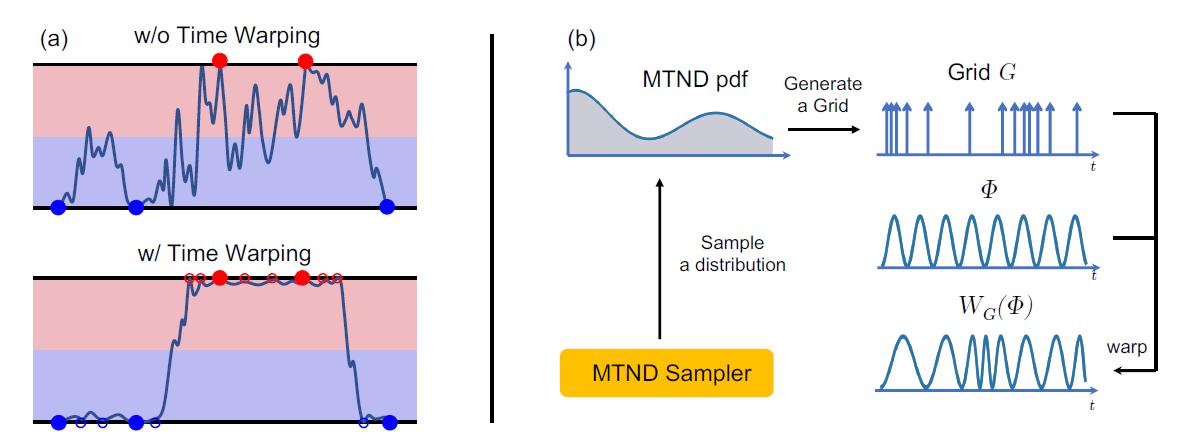 (a)
w/o Time Warping
w/ Time Warping
(b)
MTND pdf
Generate
a Grid
Grid G
t
Φ
t
Sample
a distribution
W_G(Φ)
warp
MTND Sampler
t